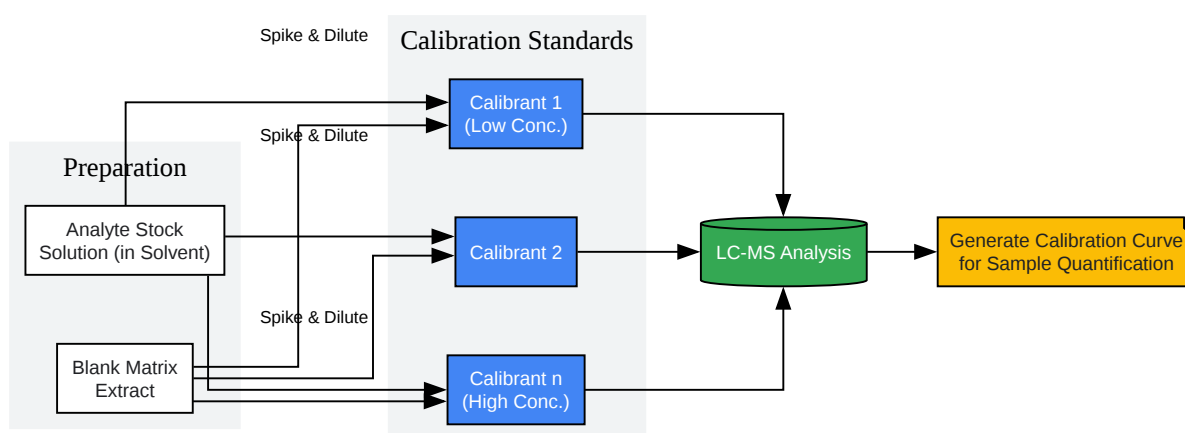 Spike & Dilute
Calibration Standards
Calibrant 1
(Low Conc.)
Spike & Dilute
Preparation
Analyte Stock
Solution (in Solvent)
Calibrant 2
LC-MS Analysis
Generate Calibration Curve
for Sample Quantification
Spike & Dilute
Blank Matrix
Extract
Calibrant n
(High Conc.)